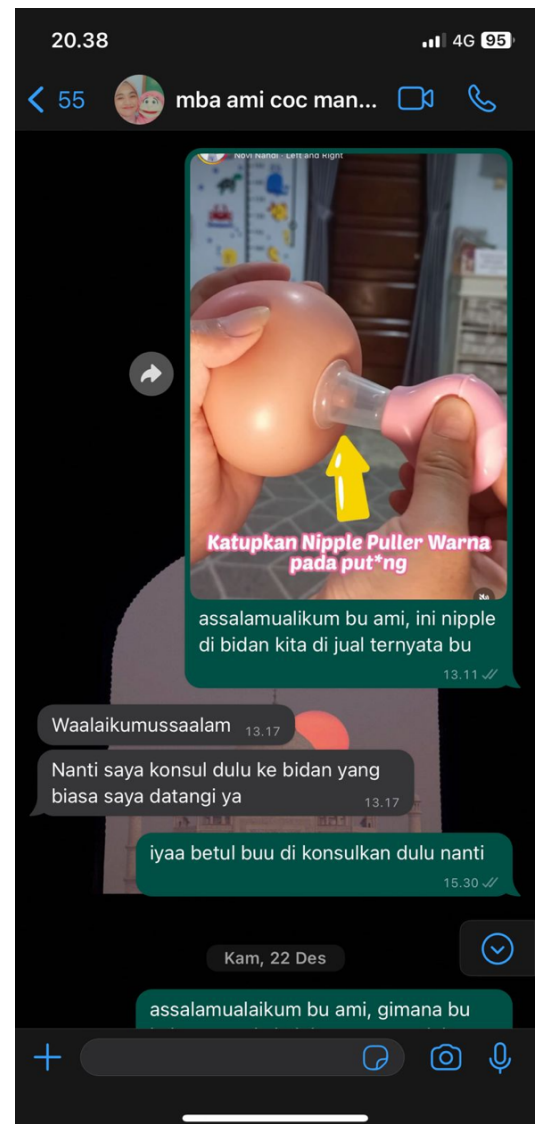 20.38
4G 95
55
mba ami coc man...
Novi Nandi · Left and Right
Katupkan Nipple Puller Warna
pada put*ng
assalamualikum bu ami, ini nipple
di bidan kita di jual ternyata bu
13.11
Waalaikumussaalam 13.17
Nanti saya konsul dulu ke bidan yang
biasa saya datangi ya
13.17
iyaa betul buu di konsulkan dulu nanti
15.30
Kam, 22 Des
assalamualaikum bu ami, gimana bu